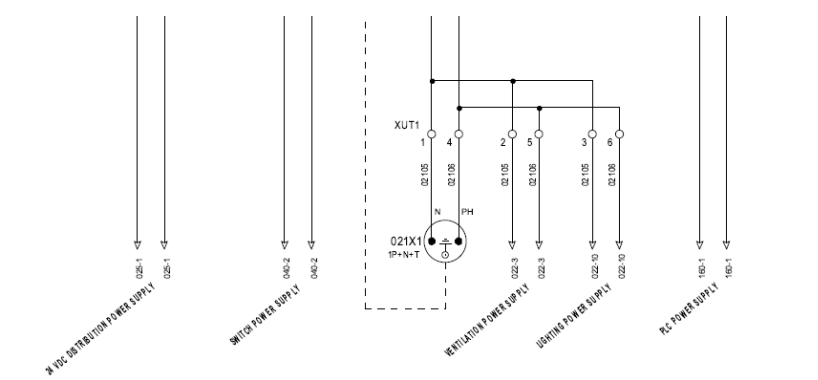 XUT1
1 4 2 5 3 6
02105 02106 02105 02106 02105 02106
N PH
021X1
1P+N+T
025-1 025-1 040-2 040-2 022-3 022-3 022-10 022-10 160-1 160-1
24 VDC DISTRIBUTION POWER SUPPLY
SWITCH POWER SUPPLY
VENTILATION POWER SUPPLY
LIGHTING POWER SUPPLY
PLC POWER SUPPLY